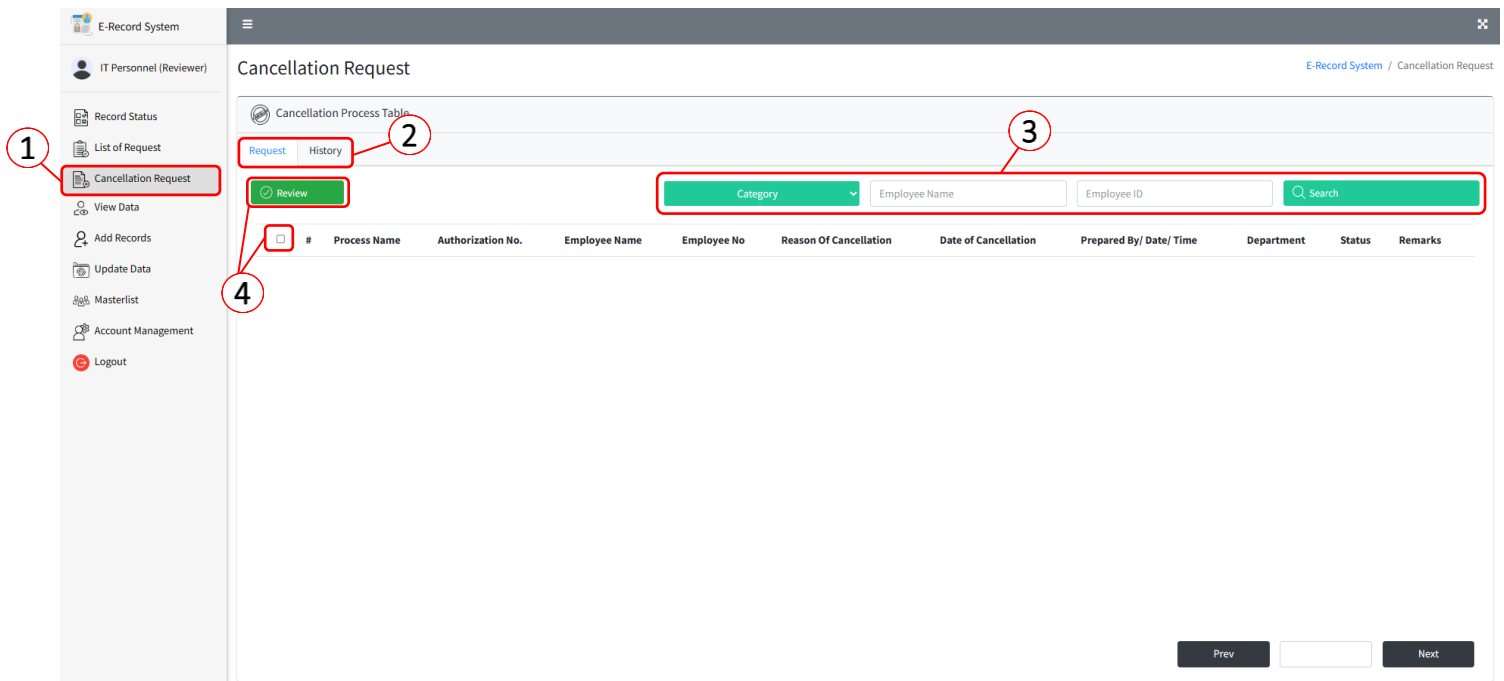 E-Record System
IT Personnel (Reviewer)
Cancellation Request
E-Record System / Cancellation Request
Record Status
List of Request
Cancellation Request
View Data
Add Records
Update Data
Masterlist
Account Management
Logout
1
Cancellation Process Table
2
3
Request History
Review
Category Employee Name Employee ID Search
# Process Name Authorization No. Employee Name Employee No Reason Of Cancellation Date of Cancellation Prepared By/ Date/ Time Department Status Remarks
4
Prev Next